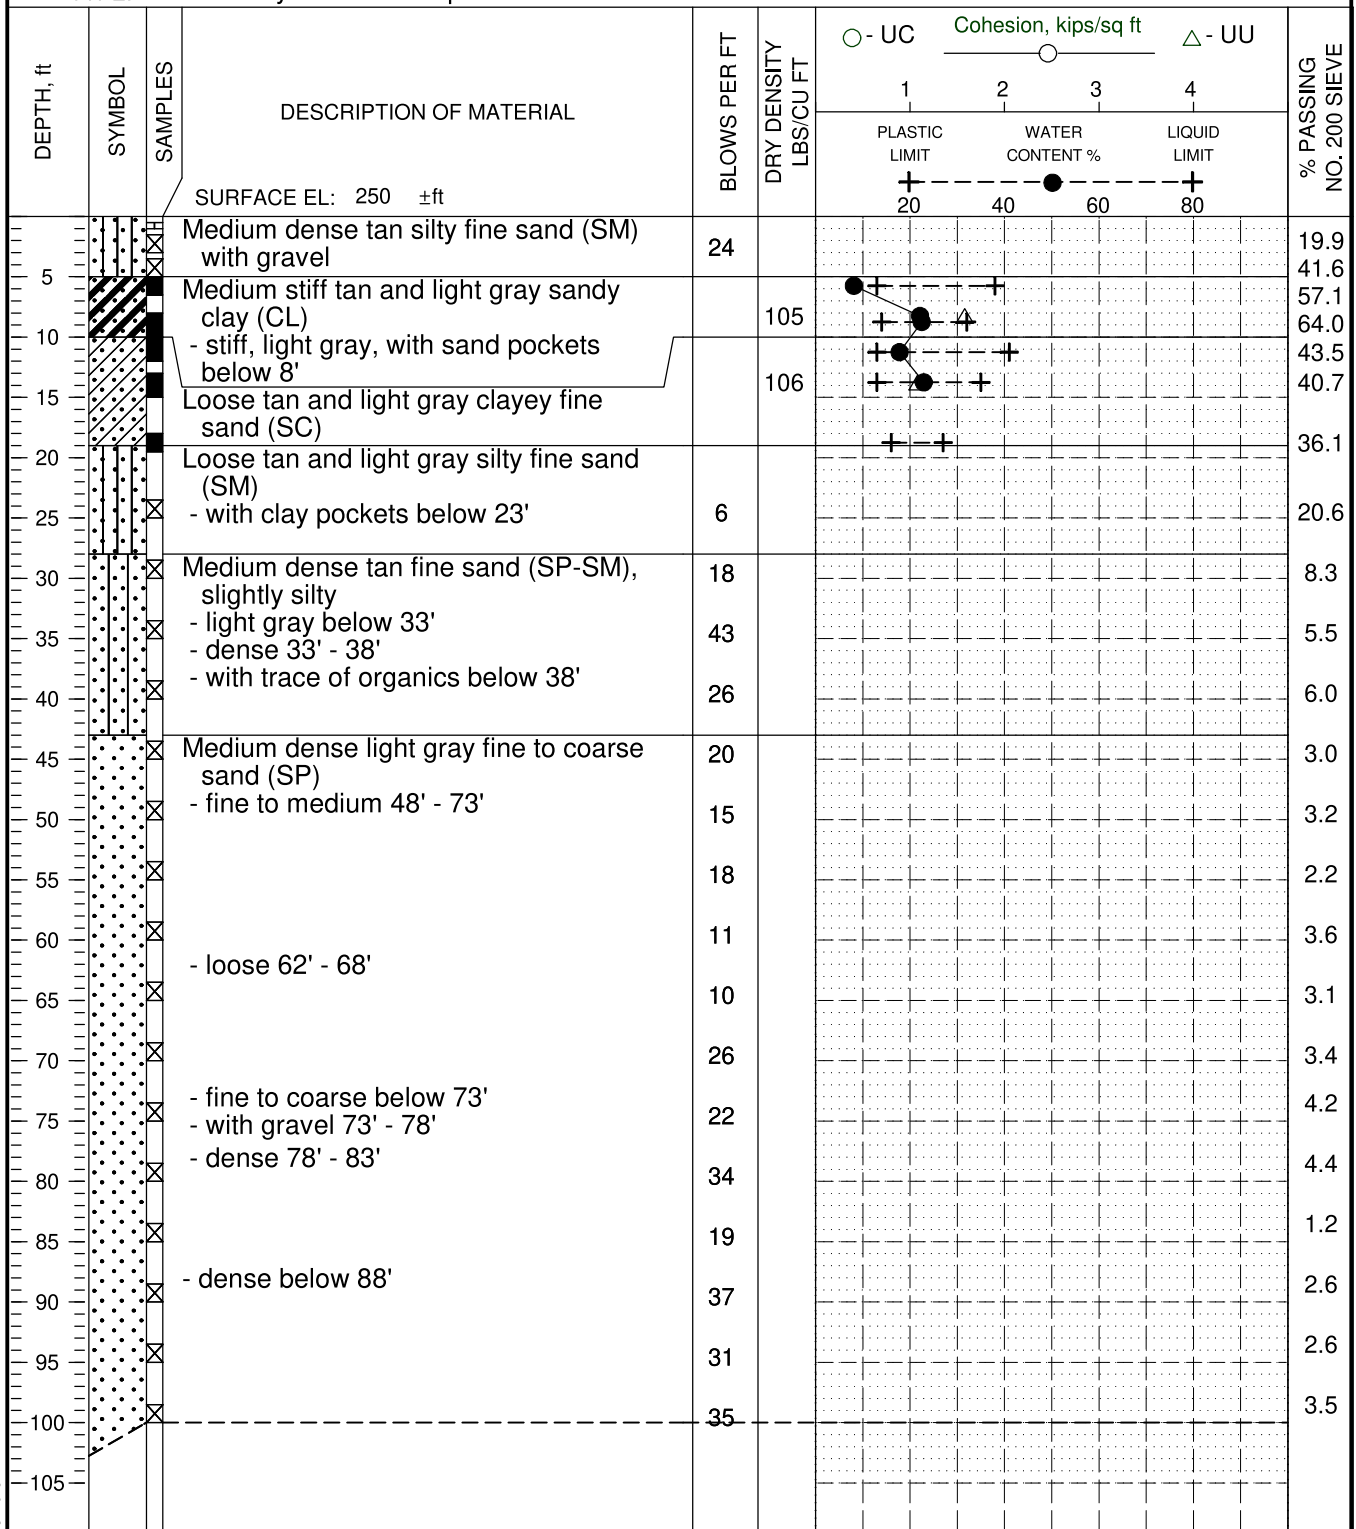 ○ - UC
Cohesion, kips/sq ft
△ - UU
1 2 3 4
DEPTH, ft
SYMBOL
SAMPLES
DESCRIPTION OF MATERIAL
SURFACE EL: 250 ±ft
BLOWS PER FT
DRY DENSITY
LBS/CU FT
PLASTIC
LIMIT
WATER
CONTENT %
LIQUID
LIMIT
20 40 60 80
% PASSING
NO. 200 SIEVE
Medium dense tan silty fine sand (SM)
with gravel
24
19.9
41.6
5
Medium stiff tan and light gray sandy
57.1
clay (CL)
105
64.0
10
- stiff, light gray, with sand pockets
43.5
below 8'
106
40.7
15
Loose tan and light gray clayey fine
sand (SC)
36.1
20
Loose tan and light gray silty fine sand
(SM)
25
- with clay pockets below 23'
6
20.6
30
Medium dense tan fine sand (SP-SM),
18
8.3
slightly silty
- light gray below 33'
35
43
5.5
- dense 33' - 38'
- with trace of organics below 38'
40
26
6.0
45
Medium dense light gray fine to coarse
20
3.0
sand (SP)
- fine to medium 48' - 73'
50
15
3.2
55
18
2.2
60
11
3.6
- loose 62' - 68'
65
10
3.1
70
26
3.4
- fine to coarse below 73'
4.2
75
- with gravel 73' - 78'
22
- dense 78' - 83'
4.4
80
34
85
19
1.2
- dense below 88'
2.6
90
37
95
31
2.6
100
35
3.5
105